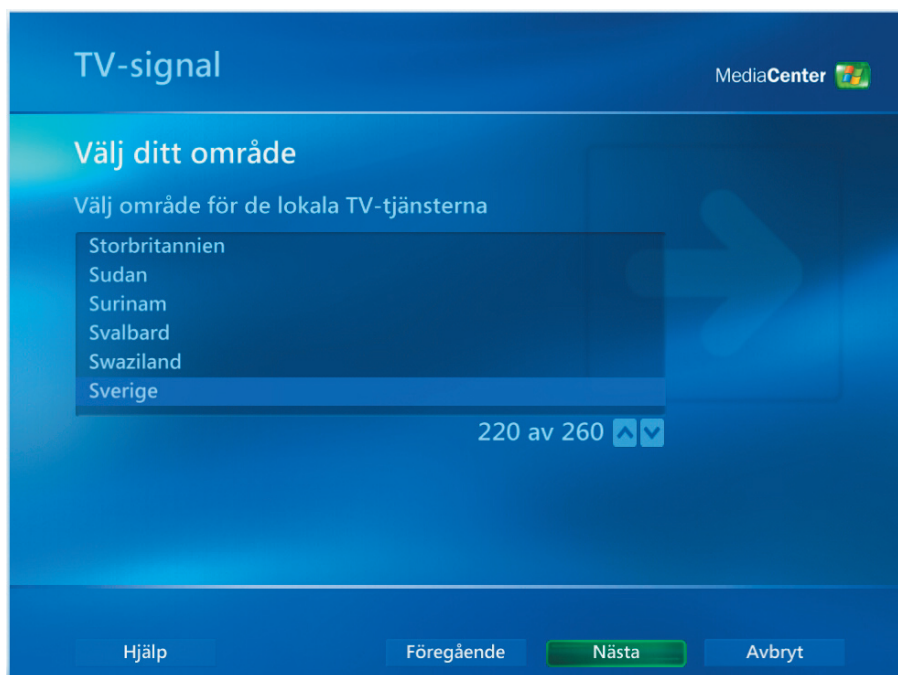 TV-signal
MediaCenter
Välj ditt område
Välj område för de lokala TV-tjänsterna
Storbritannien
Sudan
Surinam
Svalbard
Swaziland
Sverige
220 av 260
Hjälp
Föregående
Nästa
Avbryt